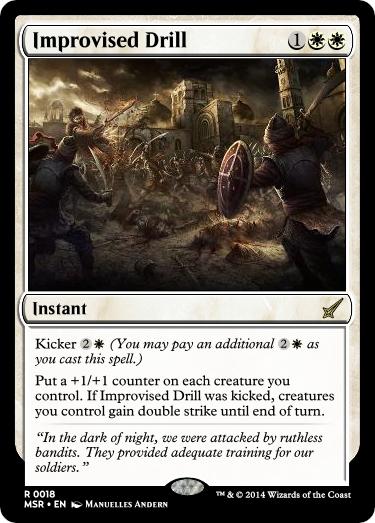 Improvised Drill 1
Instant
Kicker 2 (You may pay an additional 2 as
you cast this spell.)
Put a +1/+1 counter on each creature you
control. If Improvised Drill was kicked, creatures
you control gain double strike until end of turn.
“In the dark of night, we were attacked by ruthless
bandits. They provided adequate training for our
soldiers.”
R 0018
MSR • EN Manuelles Andern
™ & © 2014 Wizards of the Coast